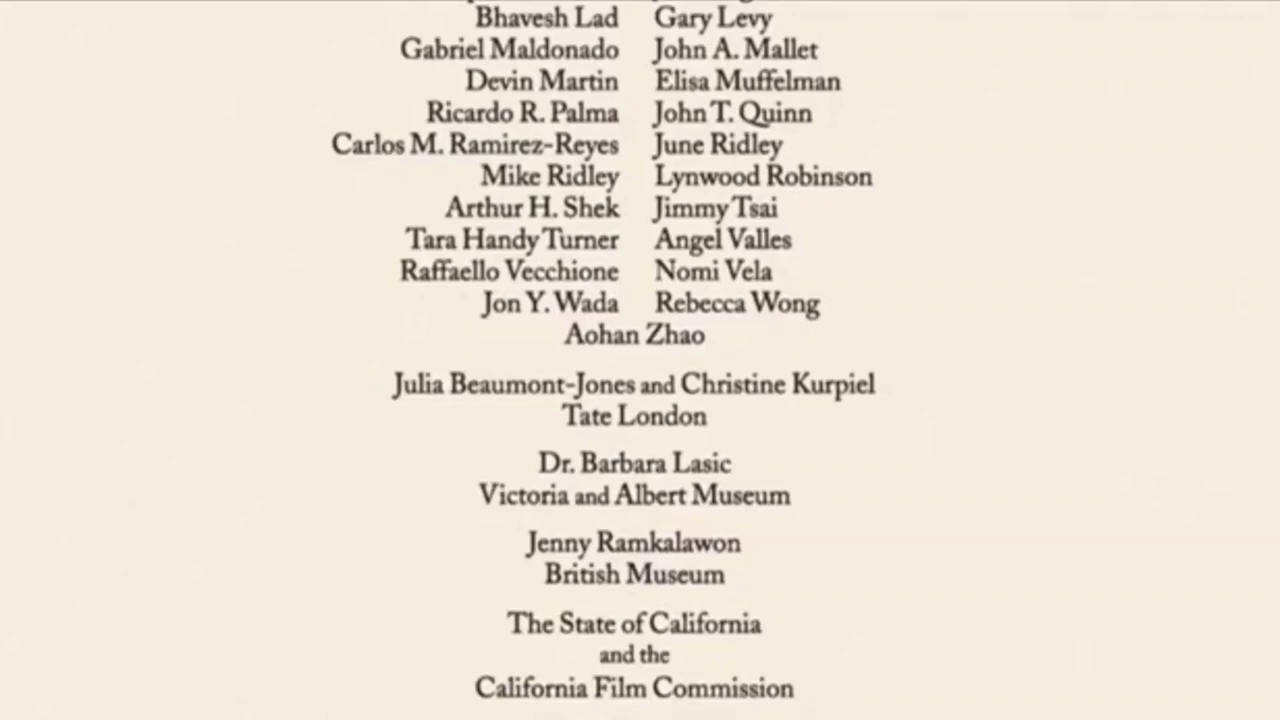 Bhavesh Lad Gary Levy
Gabriel Maldonado John A. Mallet
Devin Martin Elisa Muffelman
Ricardo R. Palma John T. Quinn
Carlos M. Ramirez-Reyes June Ridley
Mike Ridley Lynwood Robinson
Arthur H. Shek Jimmy Tsai
Tara Handy Turner Angel Valles
Raffaello Vecchione Nomi Vela
Jon Y. Wada Rebecca Wong
Aohan Zhao
Julia Beaumont-Jones and Christine Kurpiel
Tate London
Dr. Barbara Lasic
Victoria and Albert Museum
Jenny Ramkalawon
British Museum
The State of California
and the
California Film Commission